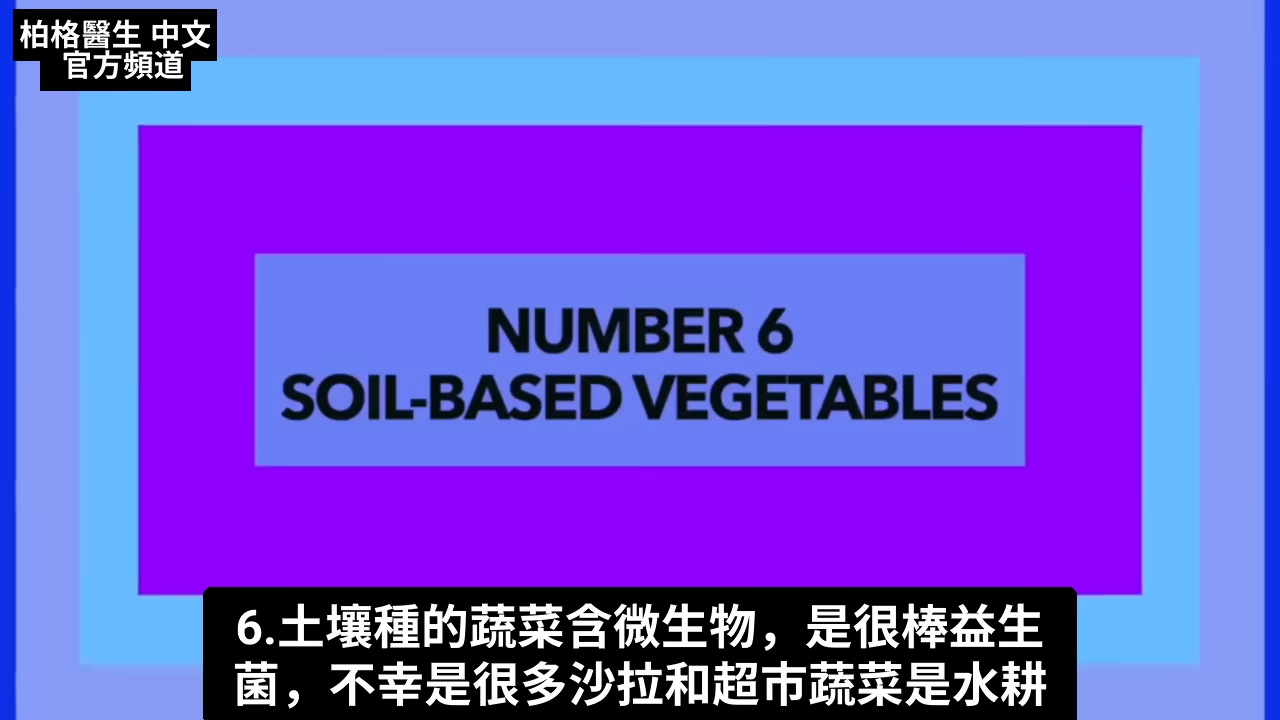 柏格醫生 中文
官方頻道
NUMBER 6
SOIL-BASED VEGETABLES
6.土壤種的蔬菜含微生物，是很棒益生
菌，不幸是很多沙拉和超市蔬菜是水耕